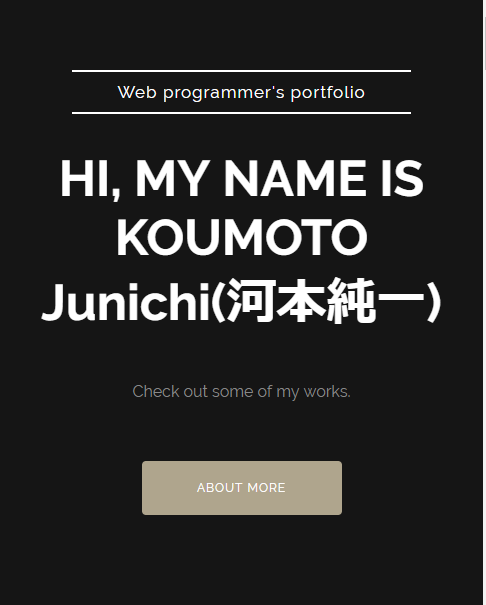 Web programmer's portfolio
HI, MY NAME IS
KOUMOTO
Junichi(河本純一)
Check out some of my works.
ABOUT MORE